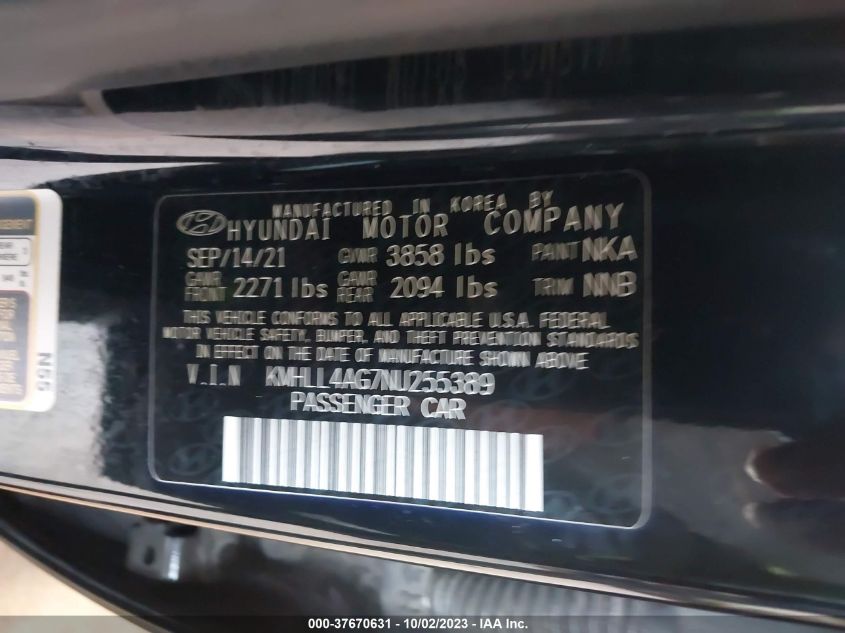 MANUFACTURED IN KOREA BY
HYUNDAI MOTOR COMPANY
SEP/14/21 GVWR 3858 lbs PAINT NKA
GAWR FRONT 2271 lbs GAWR REAR 2094 lbs TRIM NNB
THIS VEHICLE CONFORMS TO ALL APPLICABLE U.S.A. FEDERAL
MOTOR VEHICLE SAFETY, BUMPER, AND THEFT PREVENTION STANDARDS
IN EFFECT ON THE DATE OF MANUFACTURE SHOWN ABOVE
V.I.N KMHLL4AG7NU255389
PASSENGER CAR
N55
000-37670631 - 10/02/2023 - IAA Inc.